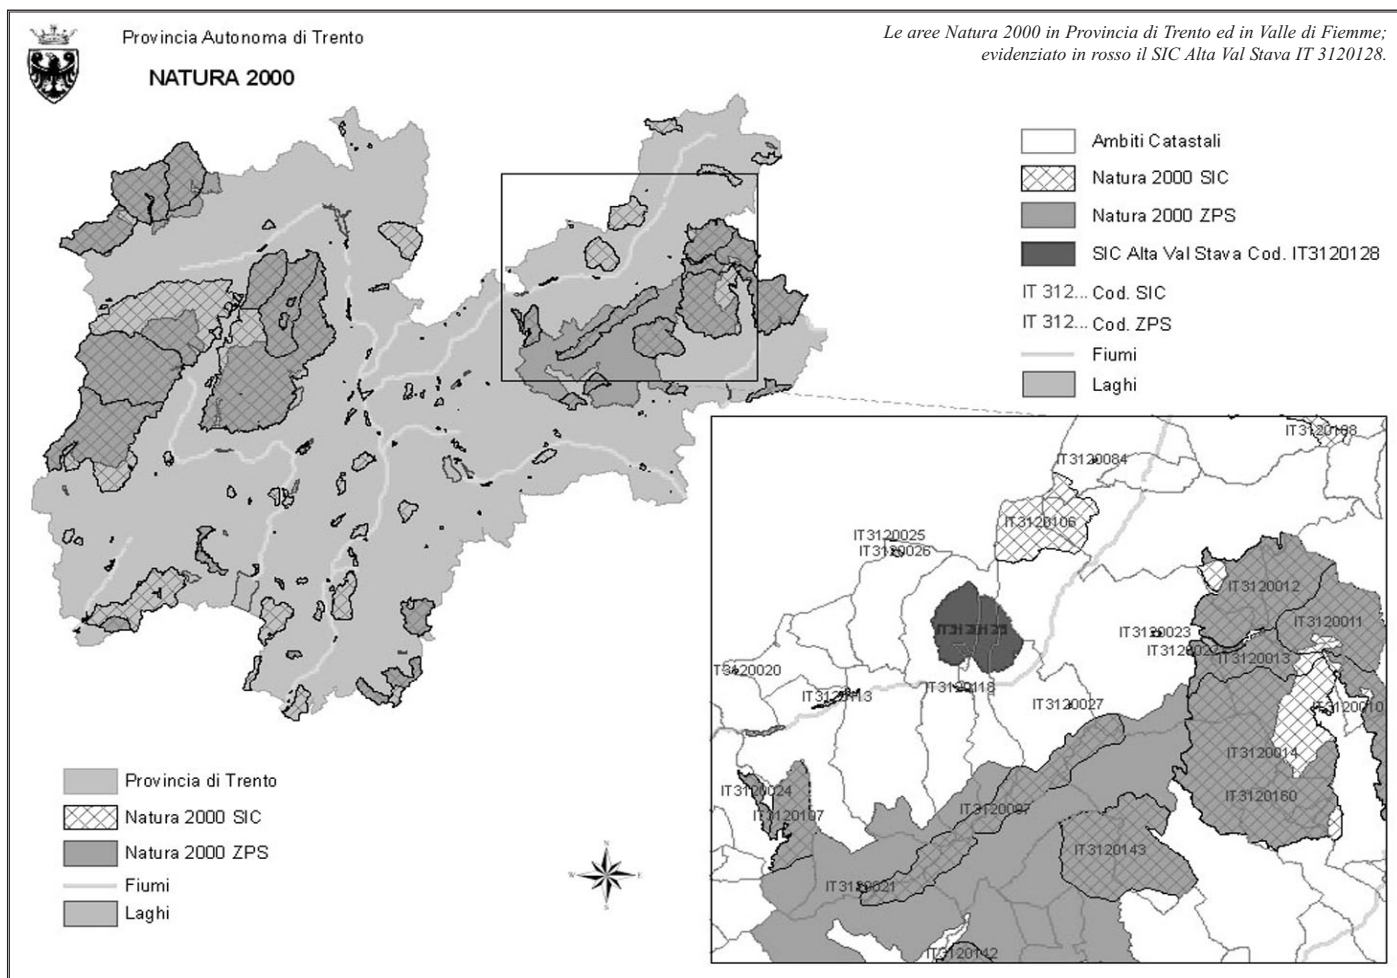 Provincia Autonoma di Trento
NATURA 2000
Le aree Natura 2000 in Provincia di Trento ed in Valle di Fiemme;
evidenziato in rosso il SIC Alta Val Stava IT 3120128.
Ambiti Catastali
Natura 2000 SIC
Natura 2000 ZPS
SIC Alta Val Stava Cod. IT3120128
IT 312... Cod. SIC
IT 312... Cod. ZPS
Fiumi
Laghi
IT3120084
IT3120106
IT3120025
IT3120026
IT3120012
IT3120011
IT3120023
IT3120013
IT3120020
IT3120113
IT3120118
IT3120027
IT3120010
IT3120014
IT3120160
IT3120024
IT3120107
IT3120097
IT3120143
IT3120021
IT3120142
Provincia di Trento
Natura 2000 SIC
Natura 2000 ZPS
Fiumi
Laghi
N
W
E
S